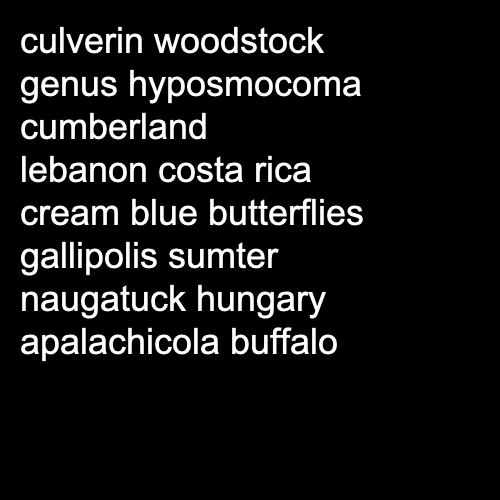 culverin woodstock
genus hyposmocoma
cumberland
lebanon costa rica
cream blue butterflies
gallipolis sumter
naugatuck hungary
apalachicola buffalo